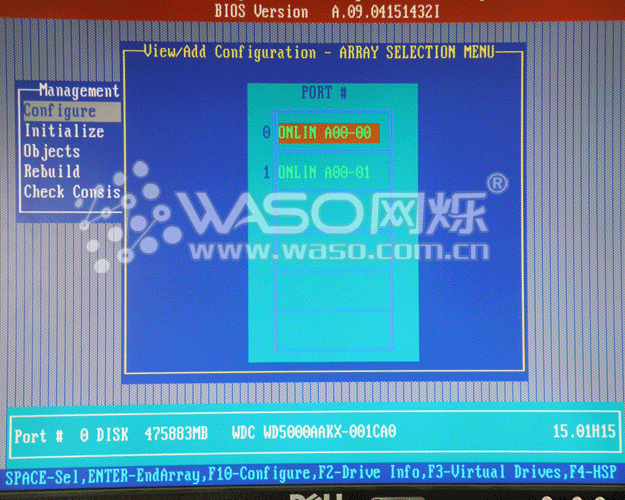 BIOS Version A.09.04151432I
View/Add Configuration - ARRAY SELECTION MENU
Management
Configure
Initialize
Objects
Rebuild
Check Consis
PORT #
0 ONLIN A00-00
1 ONLIN A00-01
WASO网烁®
www.waso.com.cn
Port # 0 DISK 475883MB WDC WD5000AAKX-001CA0 15.01H15
SPACE-Sel,ENTER-EndArray,F10-Configure,F2-Drive Info,F3-Virtual Drives,F4-HSP
DELL